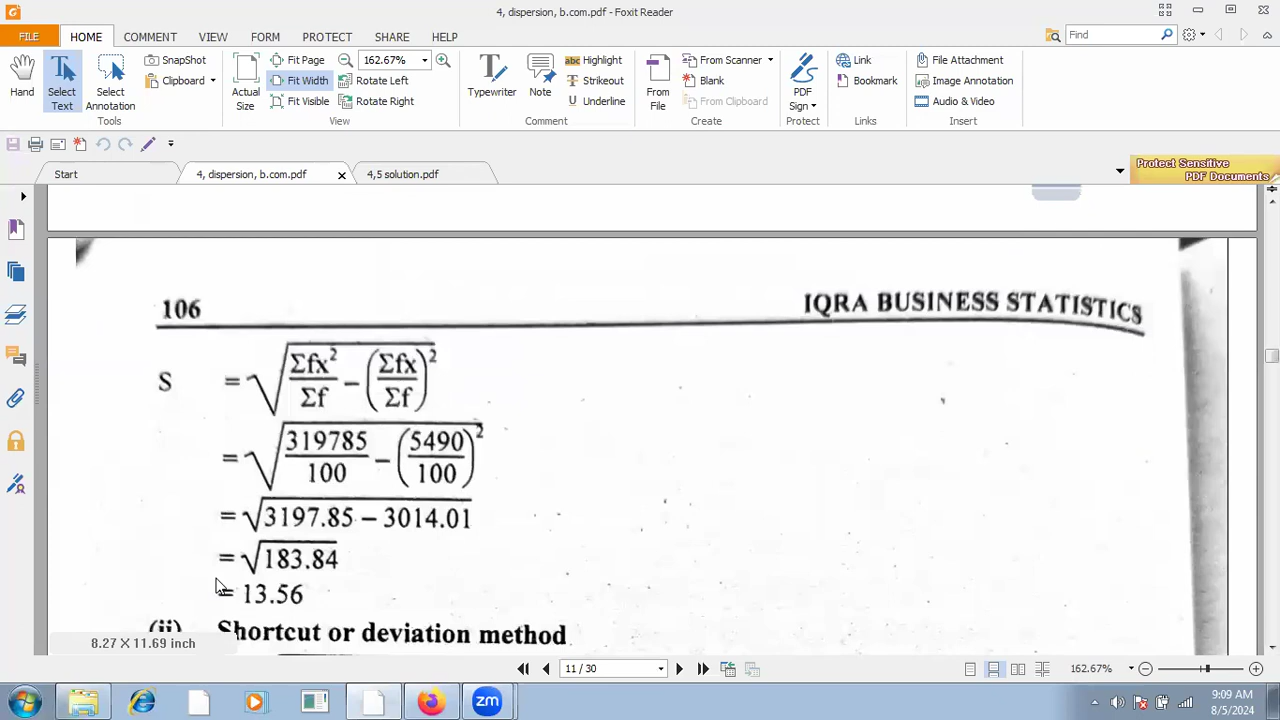 4, dispersion, b.com.pdf - Foxit Reader
FILE HOME COMMENT VIEW FORM PROTECT SHARE HELP Find
SnapShot Fit Page 162.67% Highlight From Scanner Link File Attachment
Clipboard Fit Width Rotate Left Strikeout Blank Bookmark Image Annotation
Fit Visible Rotate Right Underline From Clipboard Audio & Video
Hand Select Text Select Annotation Actual Size Typewriter Note From File PDF Sign
Tools View Comment Create Protect Links Insert
Start 4, dispersion, b.com.pdf 4,5 solution.pdf Protect Sensitive
PDF Documents
106 IQRA BUSINESS STATISTICS
S = √(Σfx²/Σf − (Σfx/Σf)²)
= √(319785/100 − (5490/100)²)
= √3197.85 − 3014.01
= √183.84
= 13.56
(ii) Shortcut or deviation method
8.27 X 11.69 inch
11 / 30 162.67%
zm 9:09 AM
8/5/2024